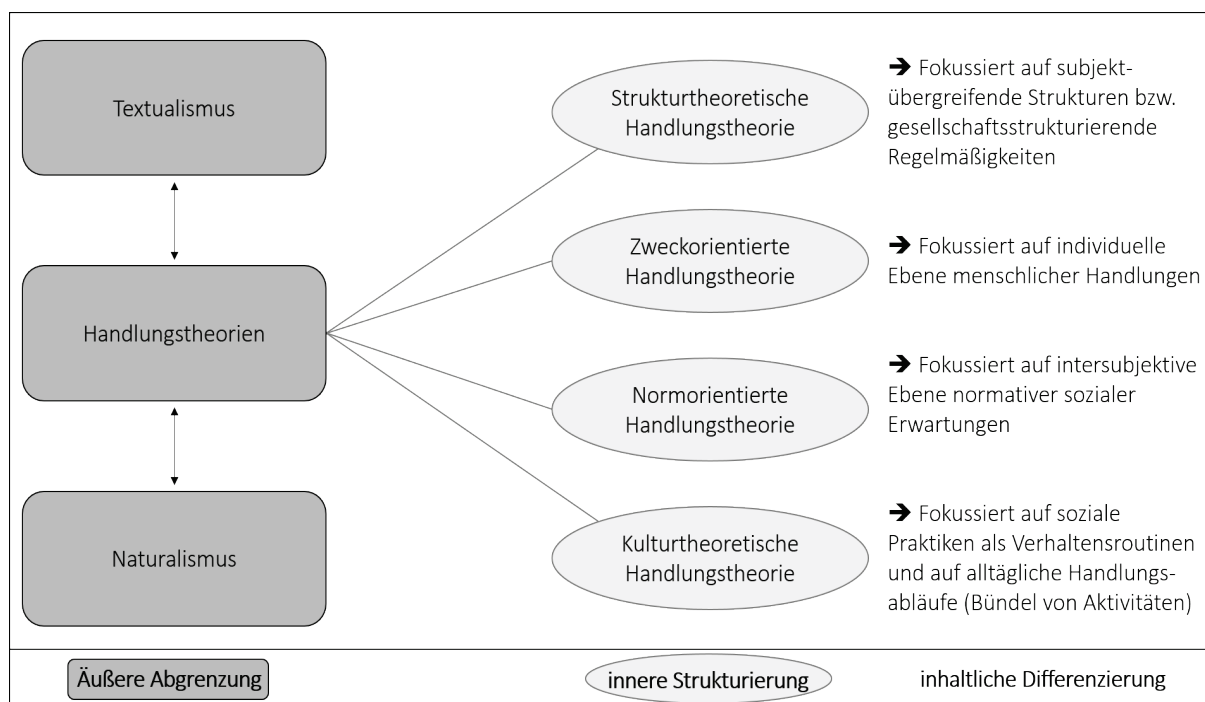 Textualismus
Handlungstheorien
Naturalismus
Strukturtheoretische
Handlungstheorie
➔ Fokussiert auf subjekt-
übergreifende Strukturen bzw.
gesellschaftsstrukturierende
Regelmäßigkeiten
Zweckorientierte
Handlungstheorie
➔ Fokussiert auf individuelle
Ebene menschlicher Handlungen
Normorientierte
Handlungstheorie
➔ Fokussiert auf intersubjektive
Ebene normativer sozialer
Erwartungen
Kulturtheoretische
Handlungstheorie
➔ Fokussiert auf soziale
Praktiken als Verhaltensroutinen
und auf alltägliche Handlungs-
abläufe (Bündel von Aktivitäten)
Äußere Abgrenzung
innere Strukturierung
inhaltliche Differenzierung